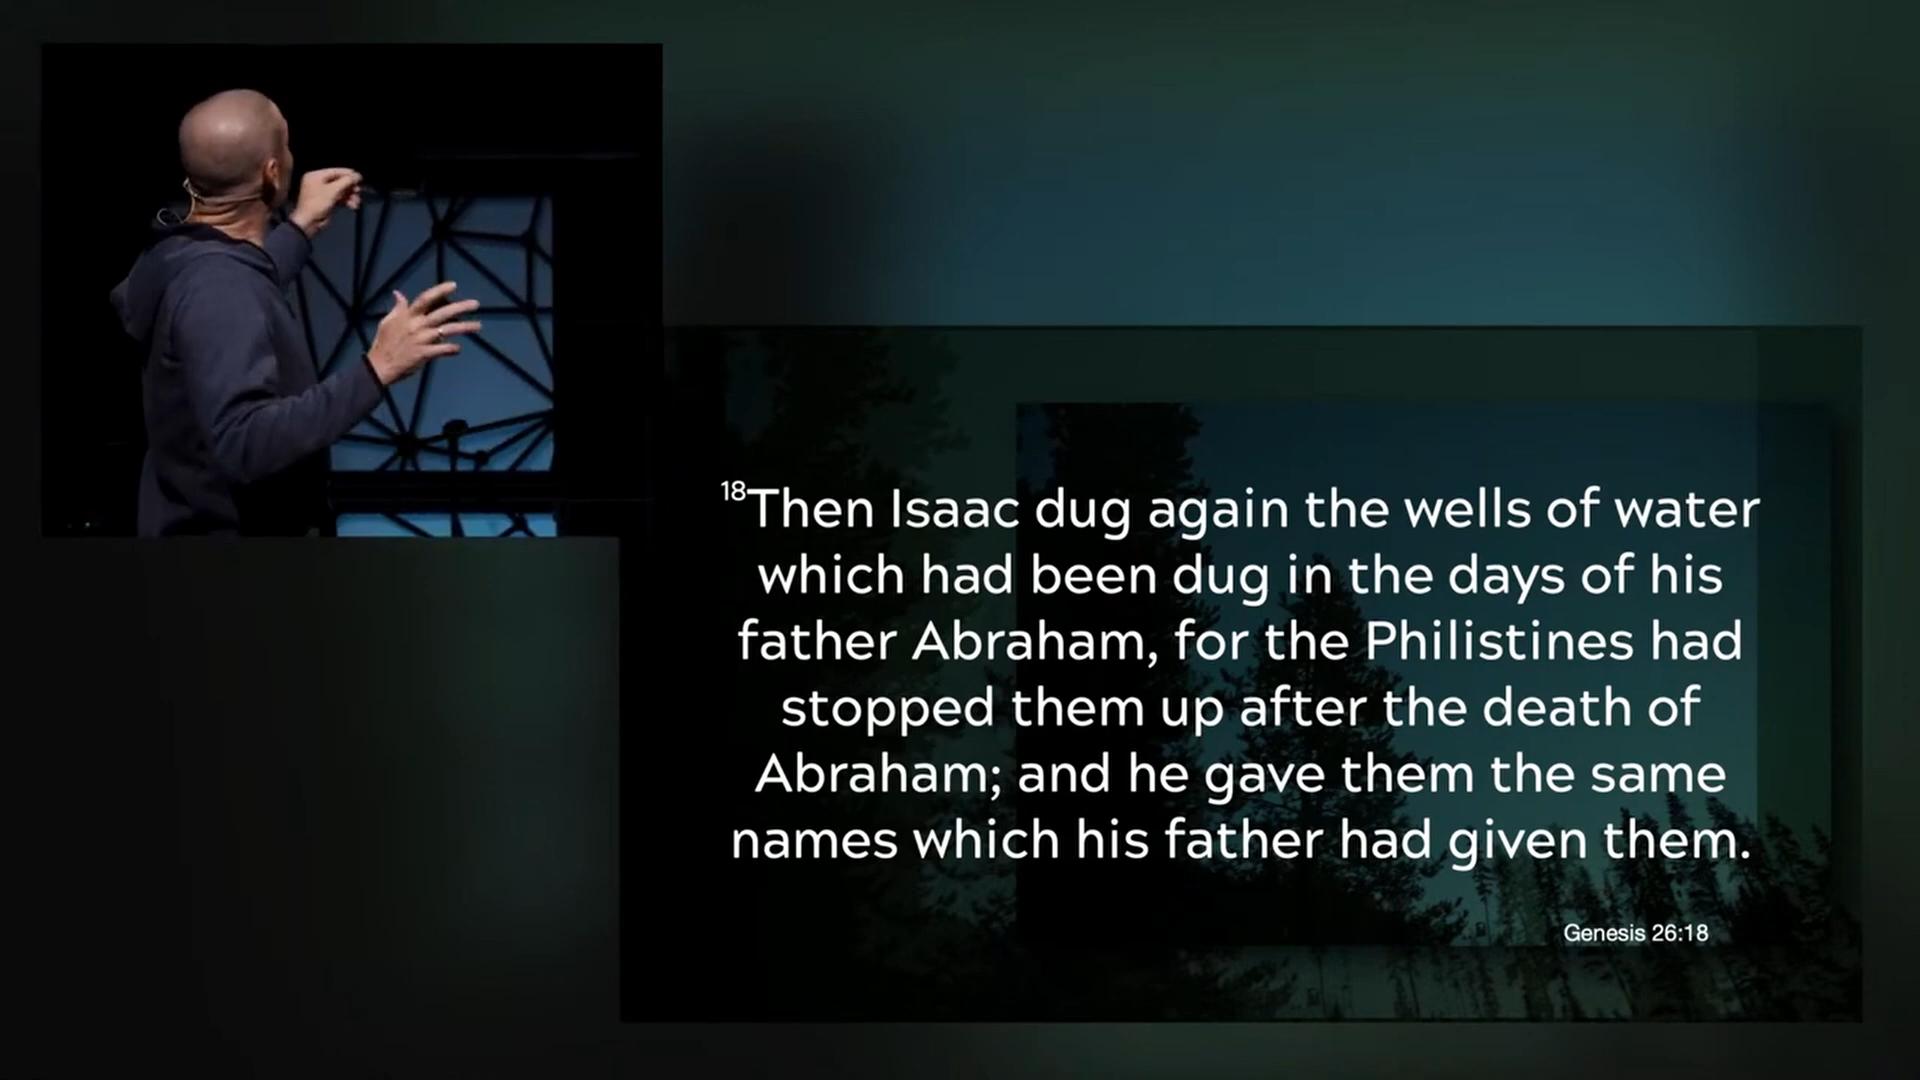 18Then Isaac dug again the wells of water
which had been dug in the days of his
father Abraham, for the Philistines had
stopped them up after the death of
Abraham; and he gave them the same
names which his father had given them.
Genesis 26:18